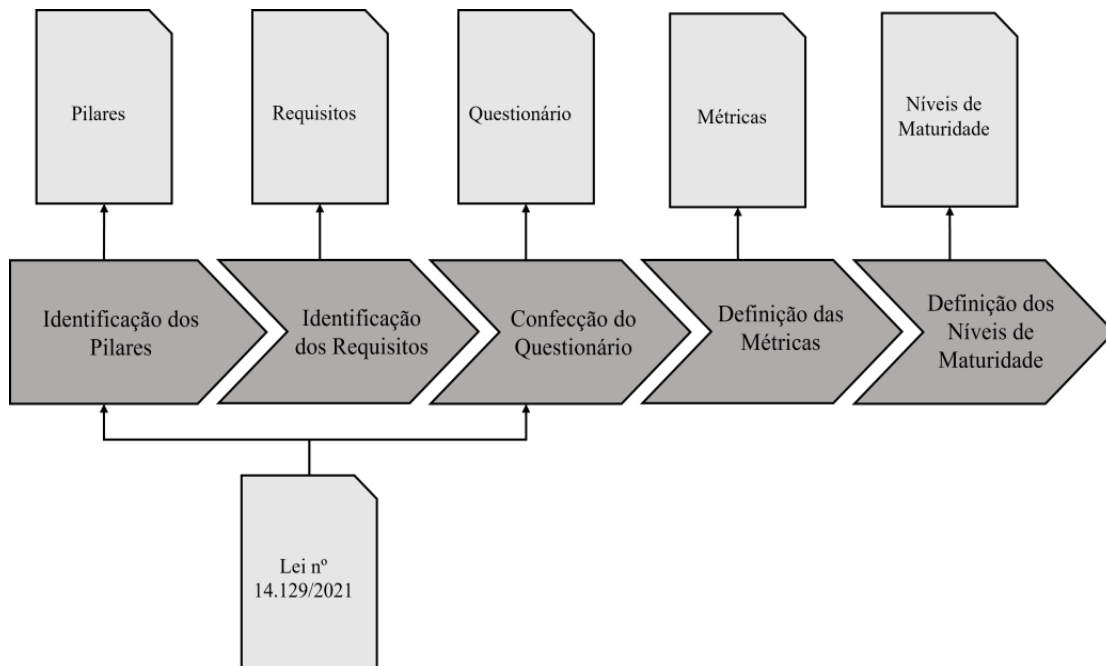 Pilares
Requisitos
Questionário
Métricas
Níveis de
Maturidade
Identificação dos
Pilares
Identificação
dos Requisitos
Confecção do
Questionário
Definição das
Métricas
Definição dos
Níveis de
Maturidade
Lei nº
14.129/2021